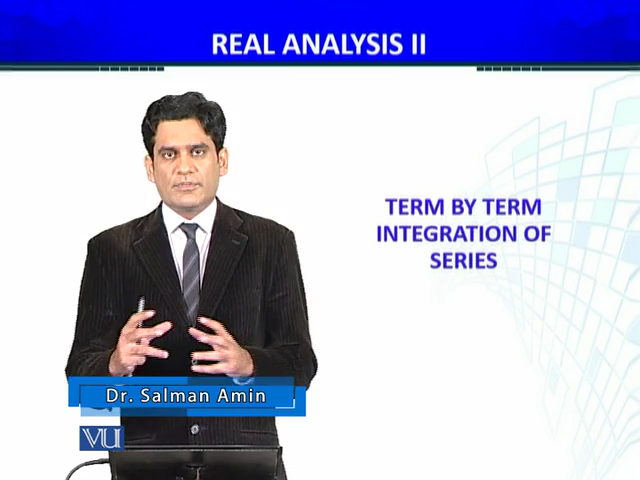 REAL ANALYSIS II
TERM BY TERM
INTEGRATION OF
SERIES
Dr. Salman Amin
VU